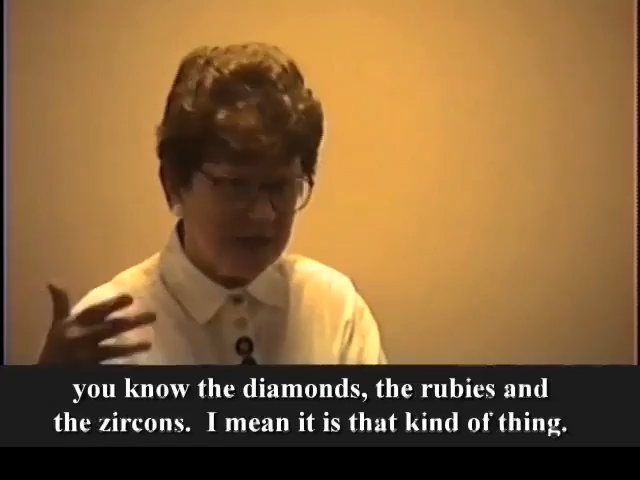 you know the diamonds, the rubies and
the zircons.  I mean it is that kind of thing.